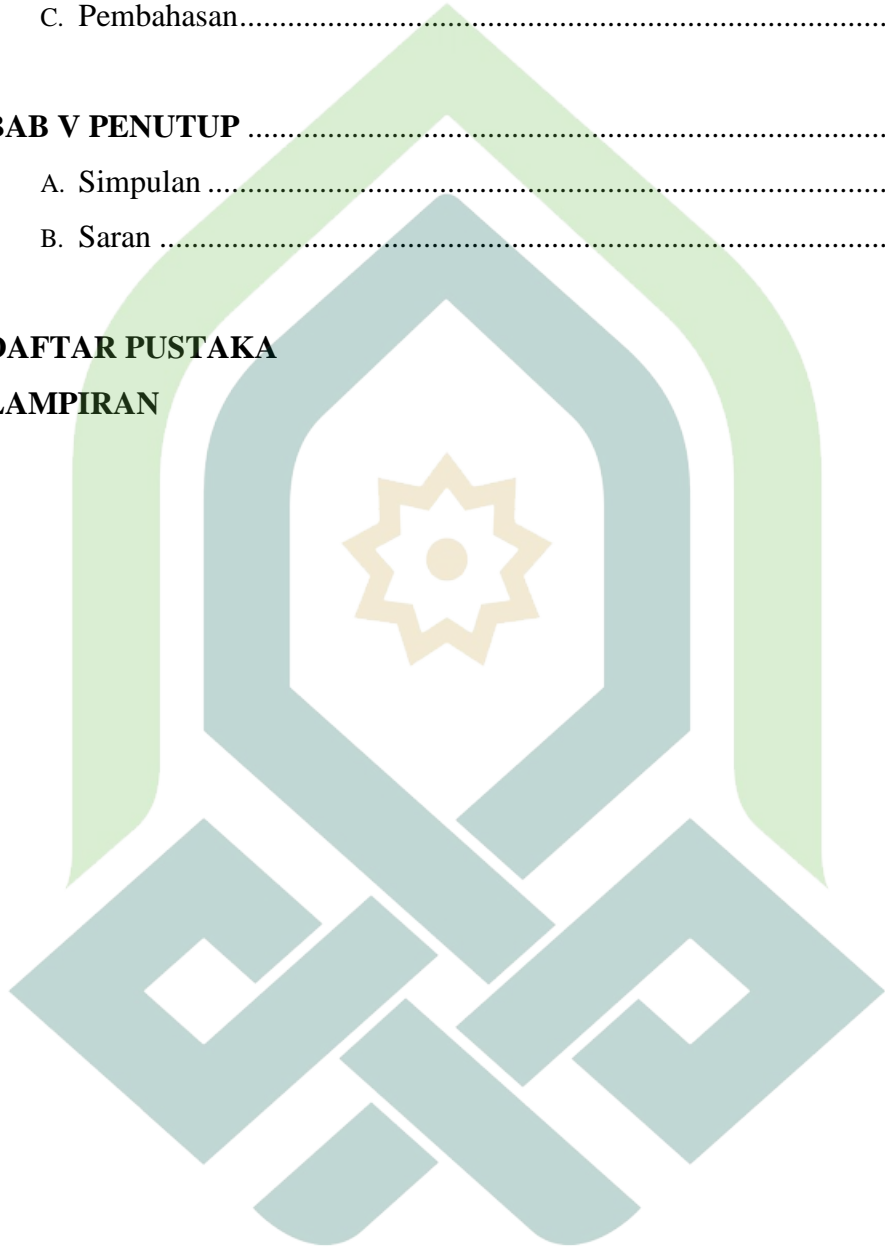 C. Pembahasan................................................................................
BAB V PENUTUP ................................................................................
A. Simpulan ................................................................................
B. Saran ................................................................................
DAFTAR PUSTAKA
LAMPIRAN